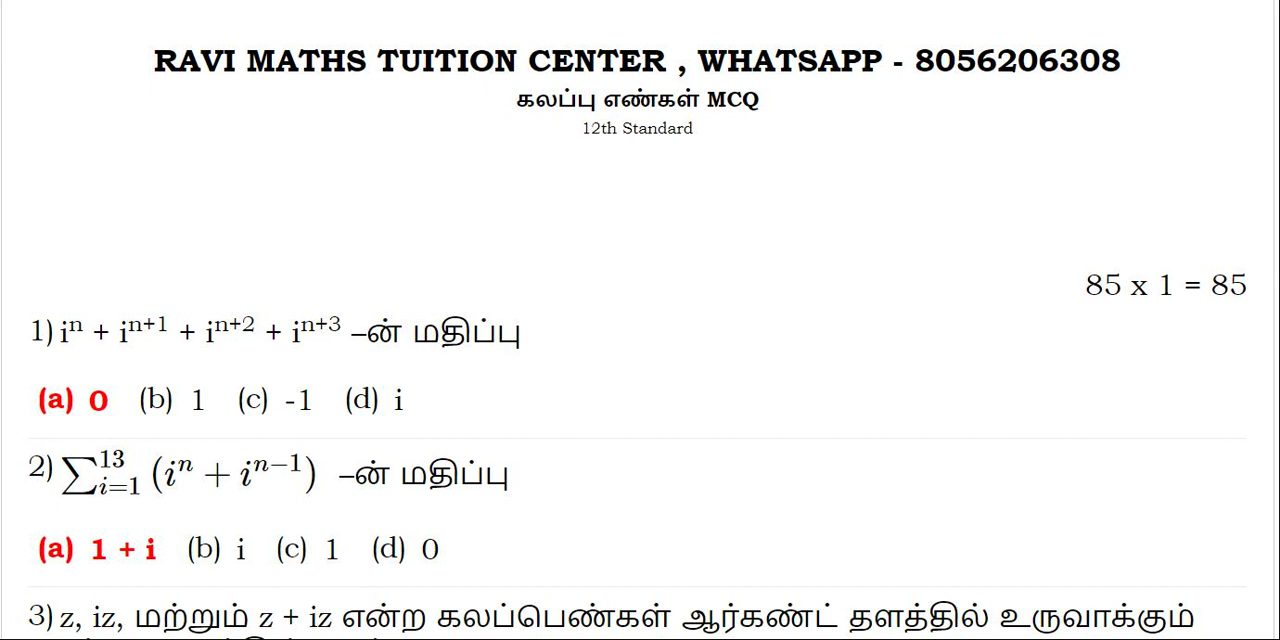 RAVI MATHS TUITION CENTER , WHATSAPP - 8056206308
கலப்பு எண்கள் MCQ
12th Standard
85 x 1 = 85
1) iⁿ + iⁿ⁺¹ + iⁿ⁺² + iⁿ⁺³ –ன் மதிப்பு
(a) 0 (b) 1 (c) -1 (d) i
2) ∑¹³ᵢ₌₁ (iⁿ + iⁿ⁻¹) –ன் மதிப்பு
(a) 1 + i (b) i (c) 1 (d) 0
3) z, iz, மற்றும் z + iz என்ற கலப்பெண்கள் ஆர்கண்ட் தளத்தில் உருவாக்கும்